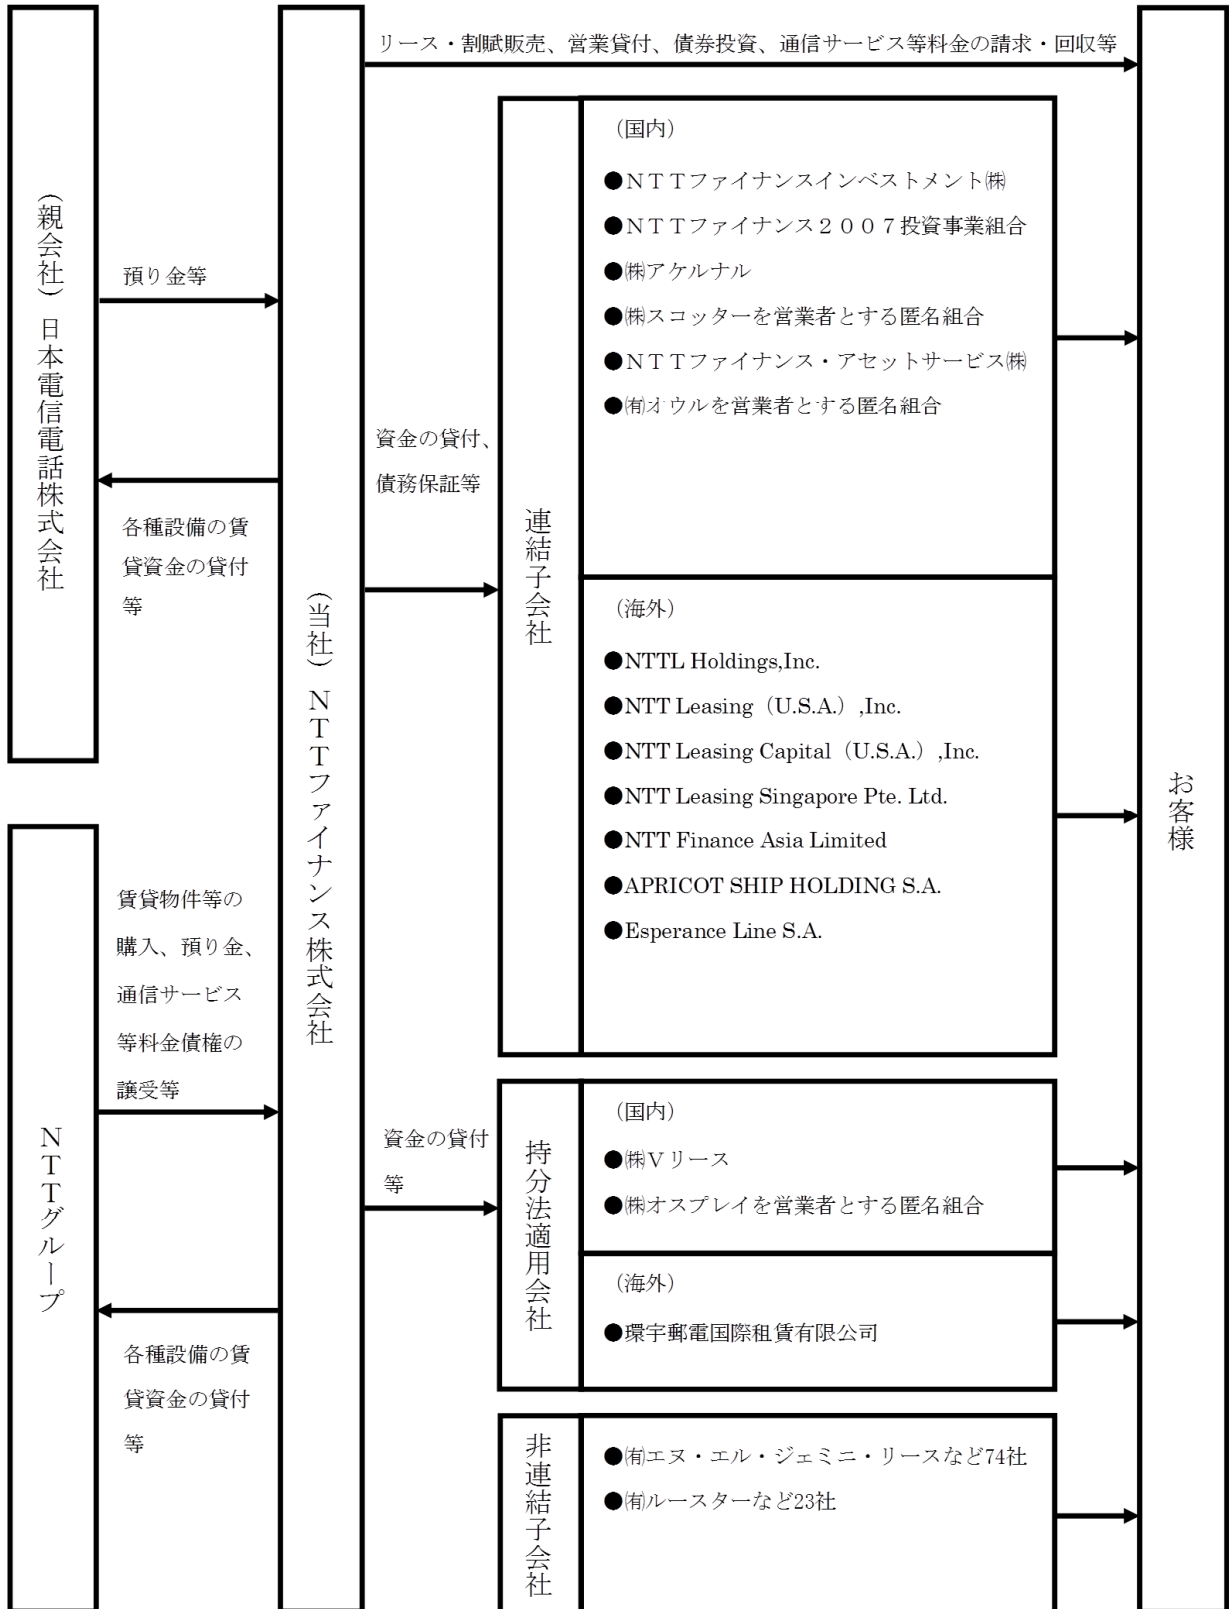 リース・割賦販売、営業貸付、債券投資、通信サービス等料金の請求・回収等
（親会社）日本電信電話株式会社
預り金等
各種設備の賃
貸資金の貸付
等
NTTグループ
賃貸物件等の
購入、預り金、
通信サービス
等料金債権の
譲受等
各種設備の賃
貸資金の貸付
等
（当社）NTTファイナンス株式会社
資金の貸付、
債務保証等
連結子会社
（国内）
●ＮＴＴファイナンスインベストメント㈱
●ＮＴＴファイナンス２００７投資事業組合
●㈱アケルナル
●㈱スコッターを営業者とする匿名組合
●ＮＴＴファイナンス・アセットサービス㈱
●㈲オウルを営業者とする匿名組合
（海外）
●NTTL Holdings,Inc.
●NTT Leasing（U.S.A.）,Inc.
●NTT Leasing Capital（U.S.A.）,Inc.
●NTT Leasing Singapore Pte. Ltd.
●NTT Finance Asia Limited
●APRICOT SHIP HOLDING S.A.
●Esperance Line S.A.
資金の貸付
等
持分法適用会社
（国内）
●㈱Ｖリース
●㈱オスプレイを営業者とする匿名組合
（海外）
●環宇郵電国際租賃有限公司
非連結子会社
●㈲エヌ・エル・ジェミニ・リースなど74社
●㈲ルースターなど23社
お客様